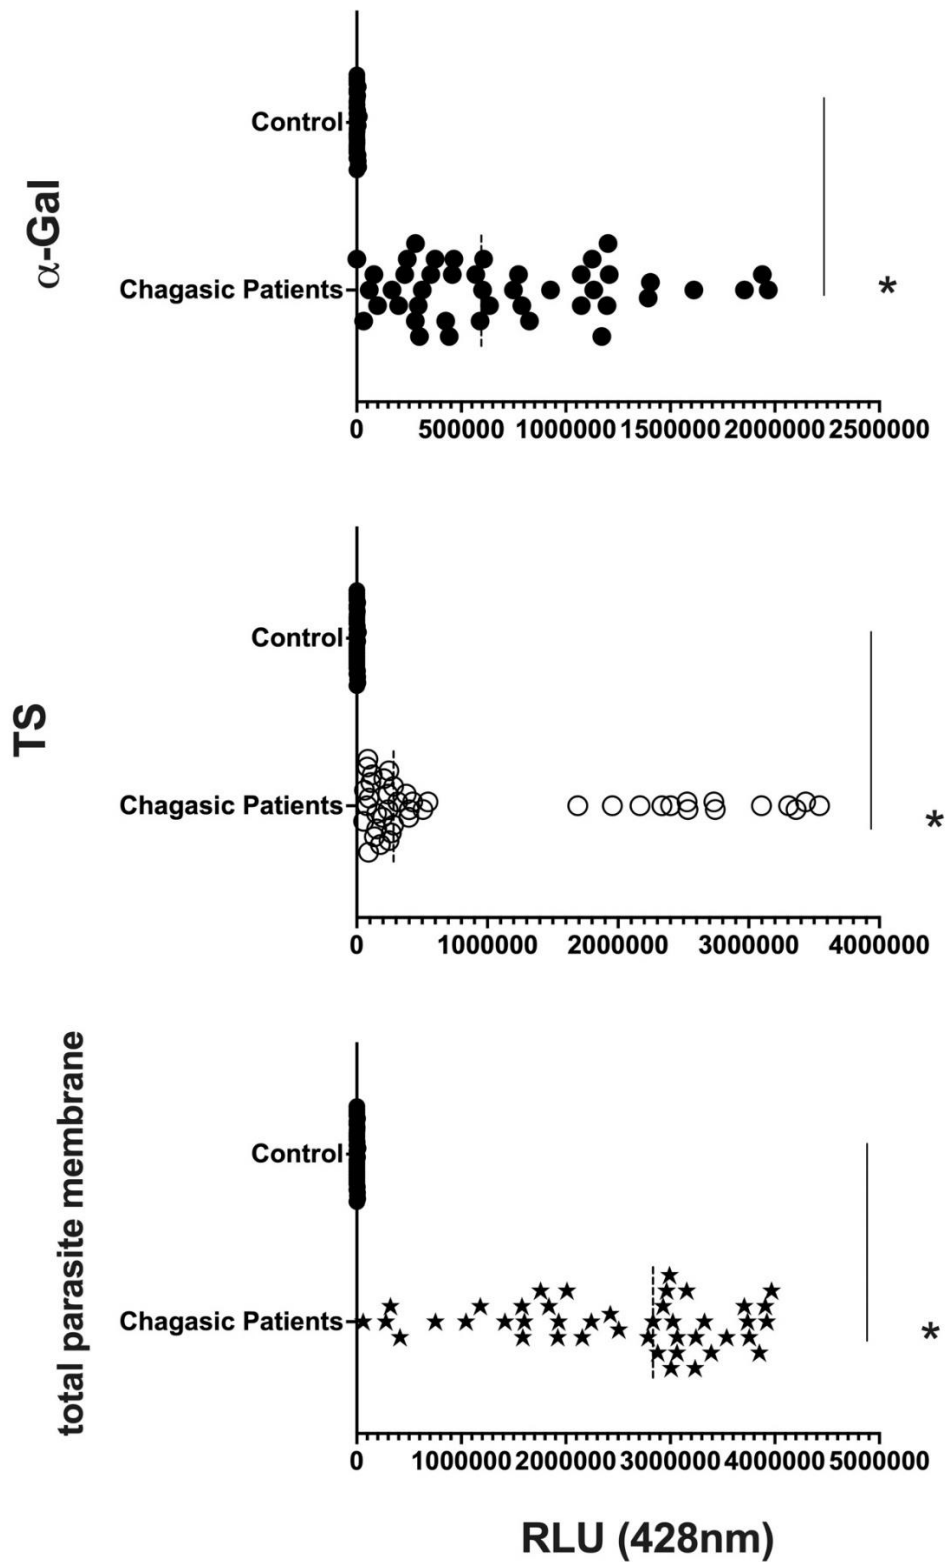 α-Gal
Control
Chagasic Patients
*
0 500000 1000000 1500000 2000000 2500000
TS
Control
Chagasic Patients
*
0 1000000 2000000 3000000 4000000
total parasite membrane
Control
Chagasic Patients
*
0 1000000 2000000 3000000 4000000 5000000
RLU (428nm)